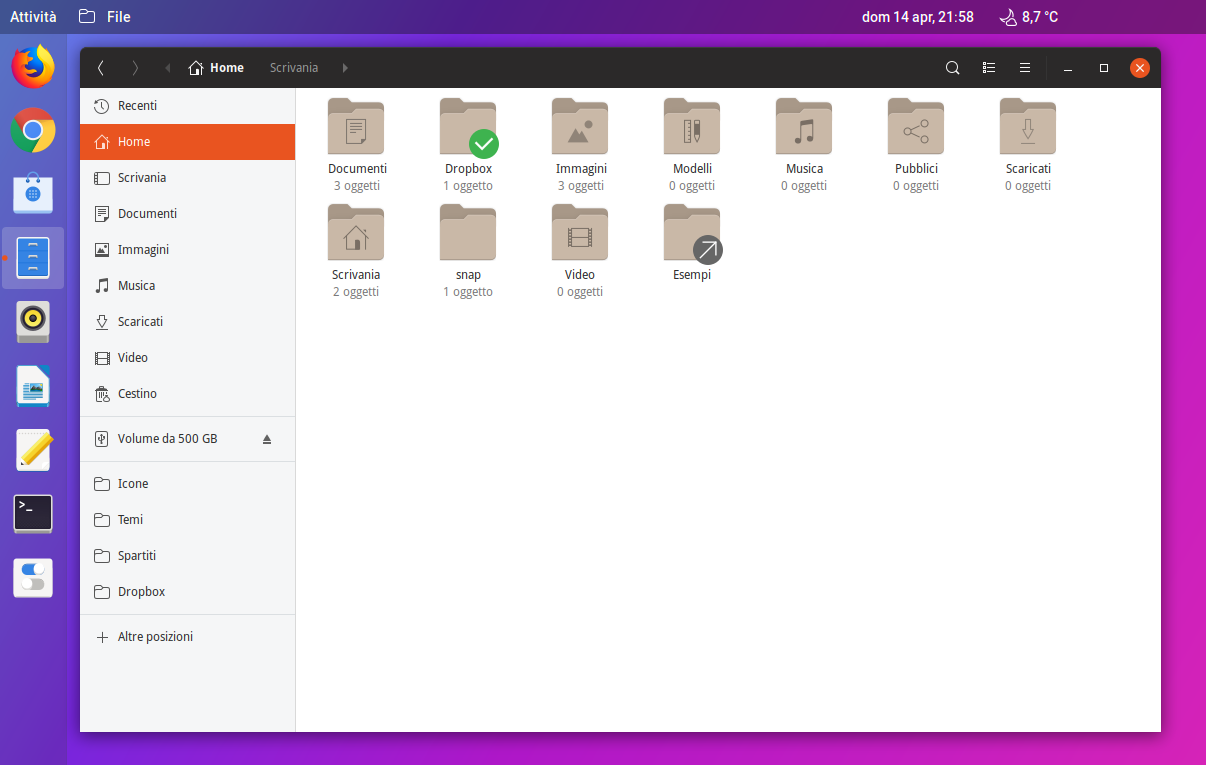 Attività File dom 14 apr, 21:58 8,7 °C
Home Scrivania
Recenti
Home
Scrivania
Documenti
Immagini
Musica
Scaricati
Video
Cestino
Volume da 500 GB
Icone
Temi
Spartiti
Dropbox
Altre posizioni
Documenti Dropbox Immagini Modelli Musica Pubblici Scaricati
3 oggetti 1 oggetto 3 oggetti 0 oggetti 0 oggetti 0 oggetti 0 oggetti
Scrivania snap Video Esempi
2 oggetti 1 oggetto 0 oggetti
>_